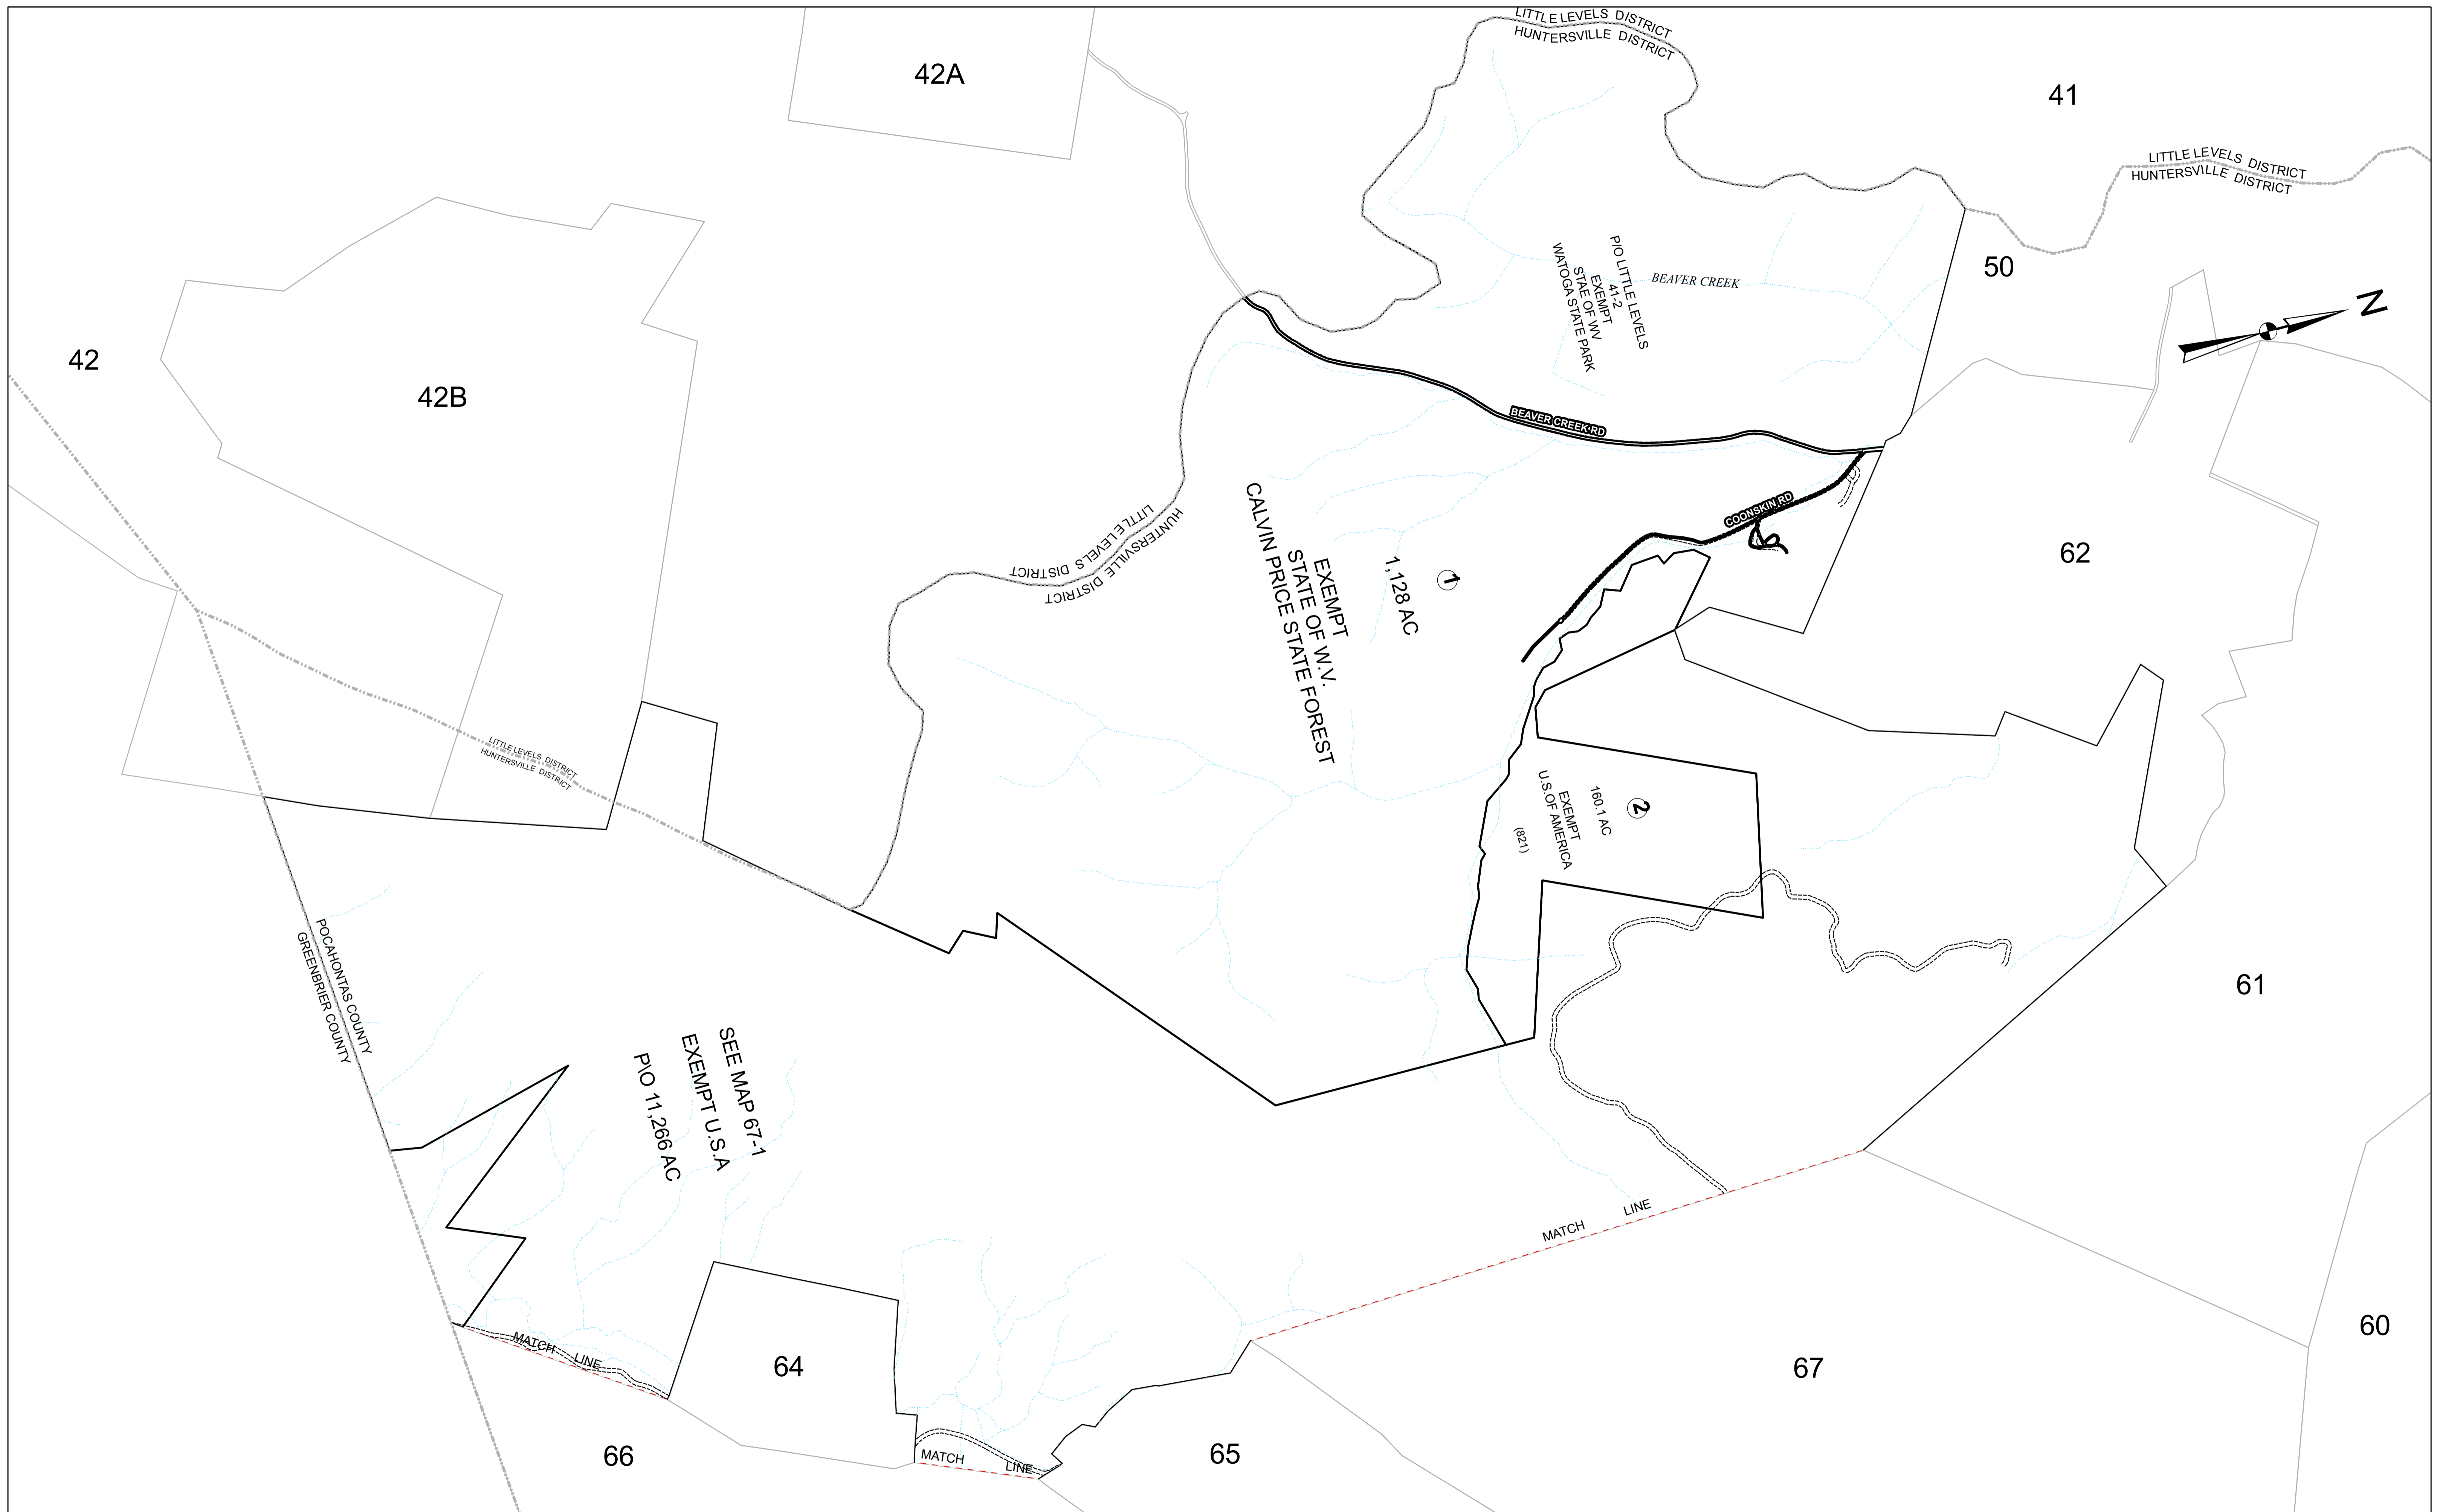 LITTLE LEVELS DISTRICT
HUNTERSVILLE DISTRICT
42A
41
LITTLE LEVELS DISTRICT
HUNTERSVILLE DISTRICT
50
N
P/O LITTLE LEVELS
41-2
EXEMPT
STAE OF WV
WATOGA STATE PARK
BEAVER CREEK
42
42B
BEAVER CREEK RD
COONSKIN RD
62
LITTLE LEVELS DISTRICT
HUNTERSVILLE DISTRICT
1
1,128 AC
EXEMPT
STATE OF W.V.
CALVIN PRICE STATE FOREST
LITTLE LEVELS DISTRICT
HUNTERSVILLE DISTRICT
2
160.1 AC
EXEMPT
U.S.OF AMERICA
(821)
POCAHONTAS COUNTY
GREENBRIER COUNTY
61
SEE MAP 67-1
EXEMPT U.S.A
P\O 11,266 AC
MATCH LINE
60
MATCH LINE
64
67
66
MATCH LINE
65